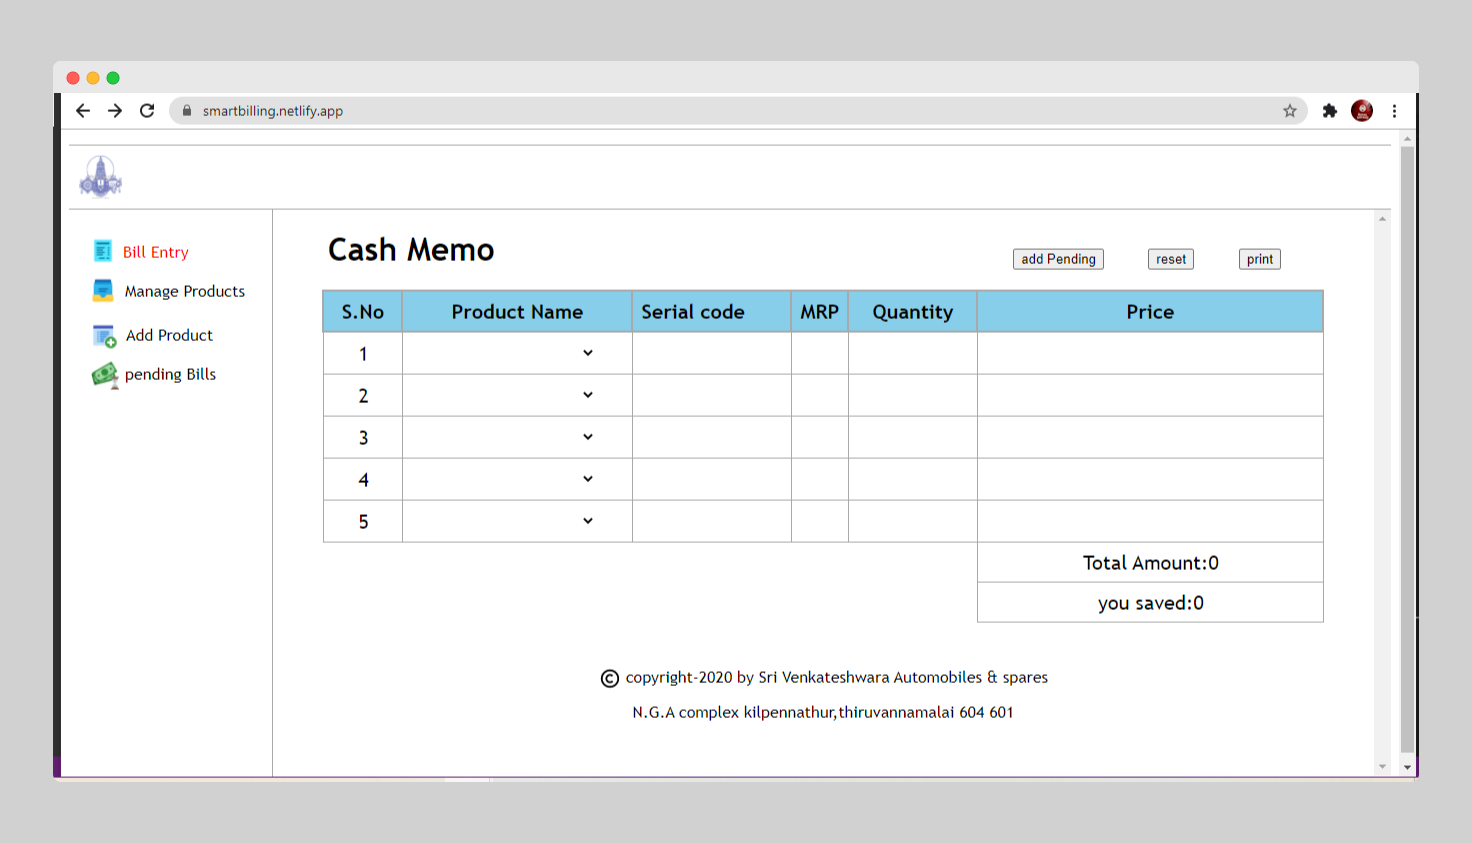 smartbilling.netlify.app
Bill Entry
Manage Products
Add Product
pending Bills
Cash Memo
add Pending reset print
S.No Product Name Serial code MRP Quantity Price
1
2
3
4
5
Total Amount:0
you saved:0
© copyright-2020 by Sri Venkateshwara Automobiles & spares
N.G.A complex kilpennathur,thiruvannamalai 604 601